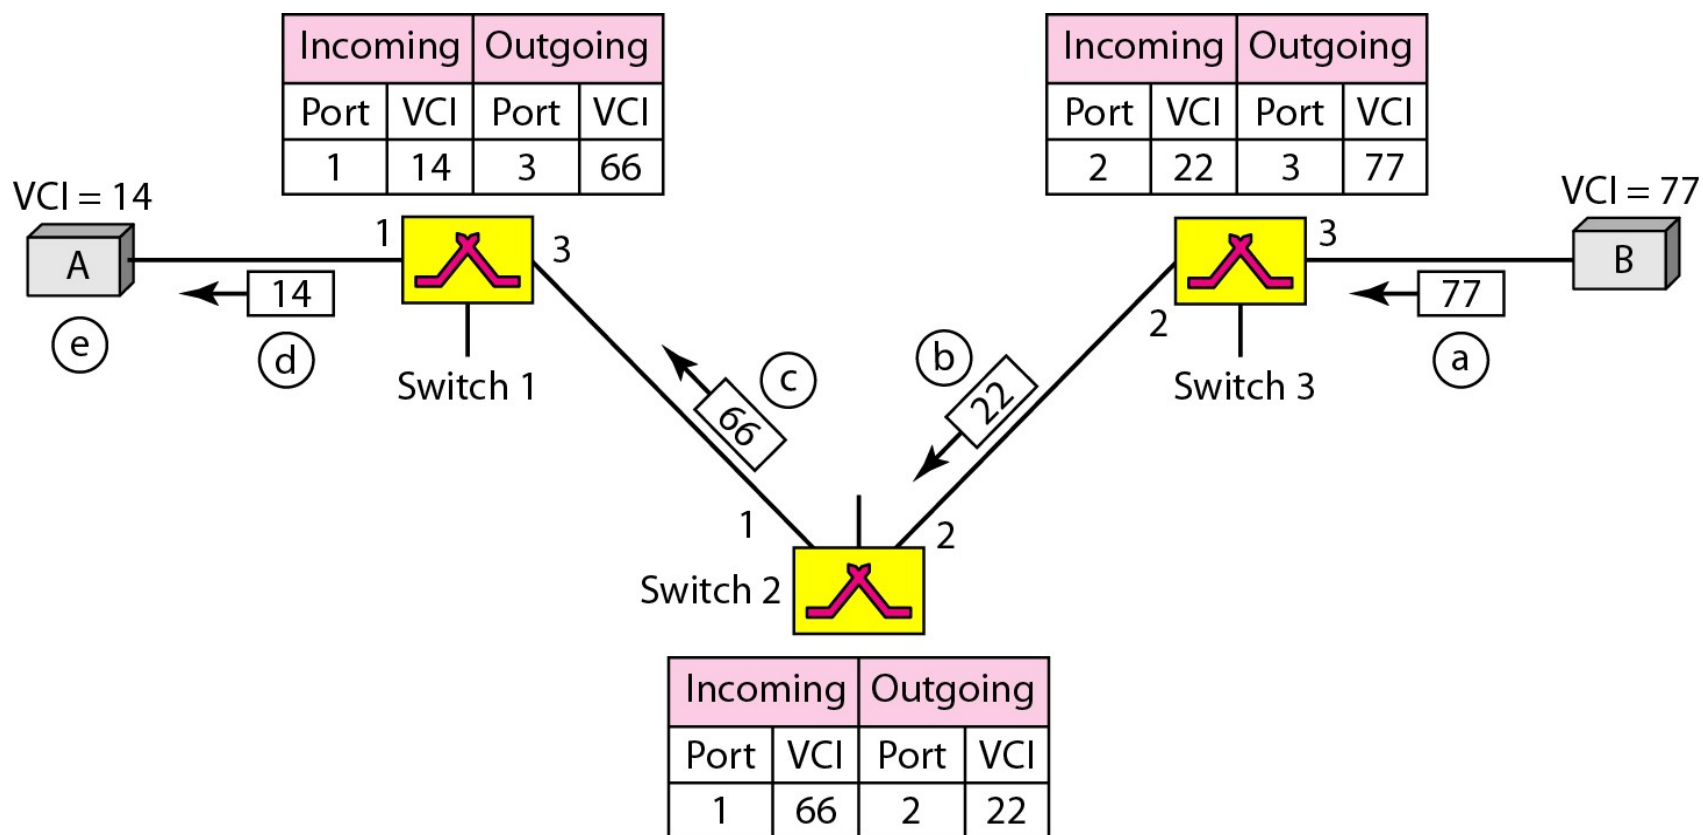 Incoming Outgoing
Port VCI Port VCI
1 14 3 66
Incoming Outgoing
Port VCI Port VCI
2 22 3 77
VCI = 14
A
e
14
d
1
3
Switch 1
66
c
1
2
Switch 2
22
b
2
3
Switch 3
77
a
VCI = 77
B
Incoming Outgoing
Port VCI Port VCI
1 66 2 22